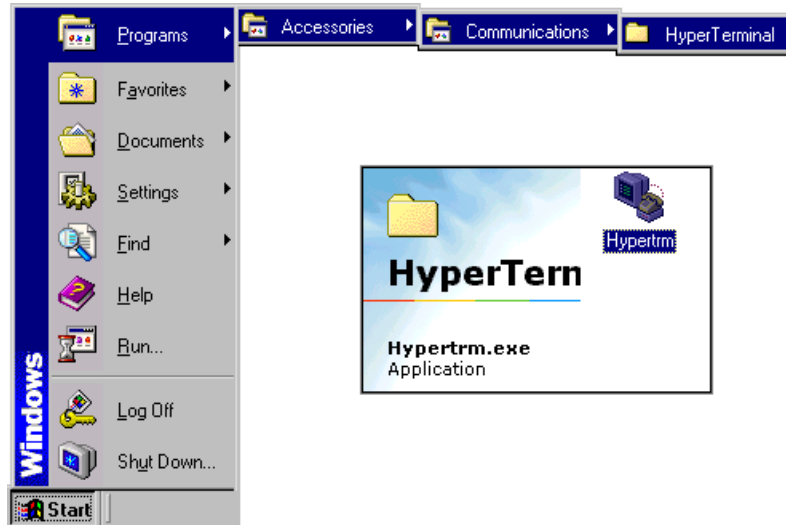 Programs
Accessories
Communications
HyperTerminal
Favorites
Documents
Settings
Find
Help
Run...
Log Off
Shut Down...
Windows
Start
Hypertrm
HyperTern
Hypertrm.exe
Application